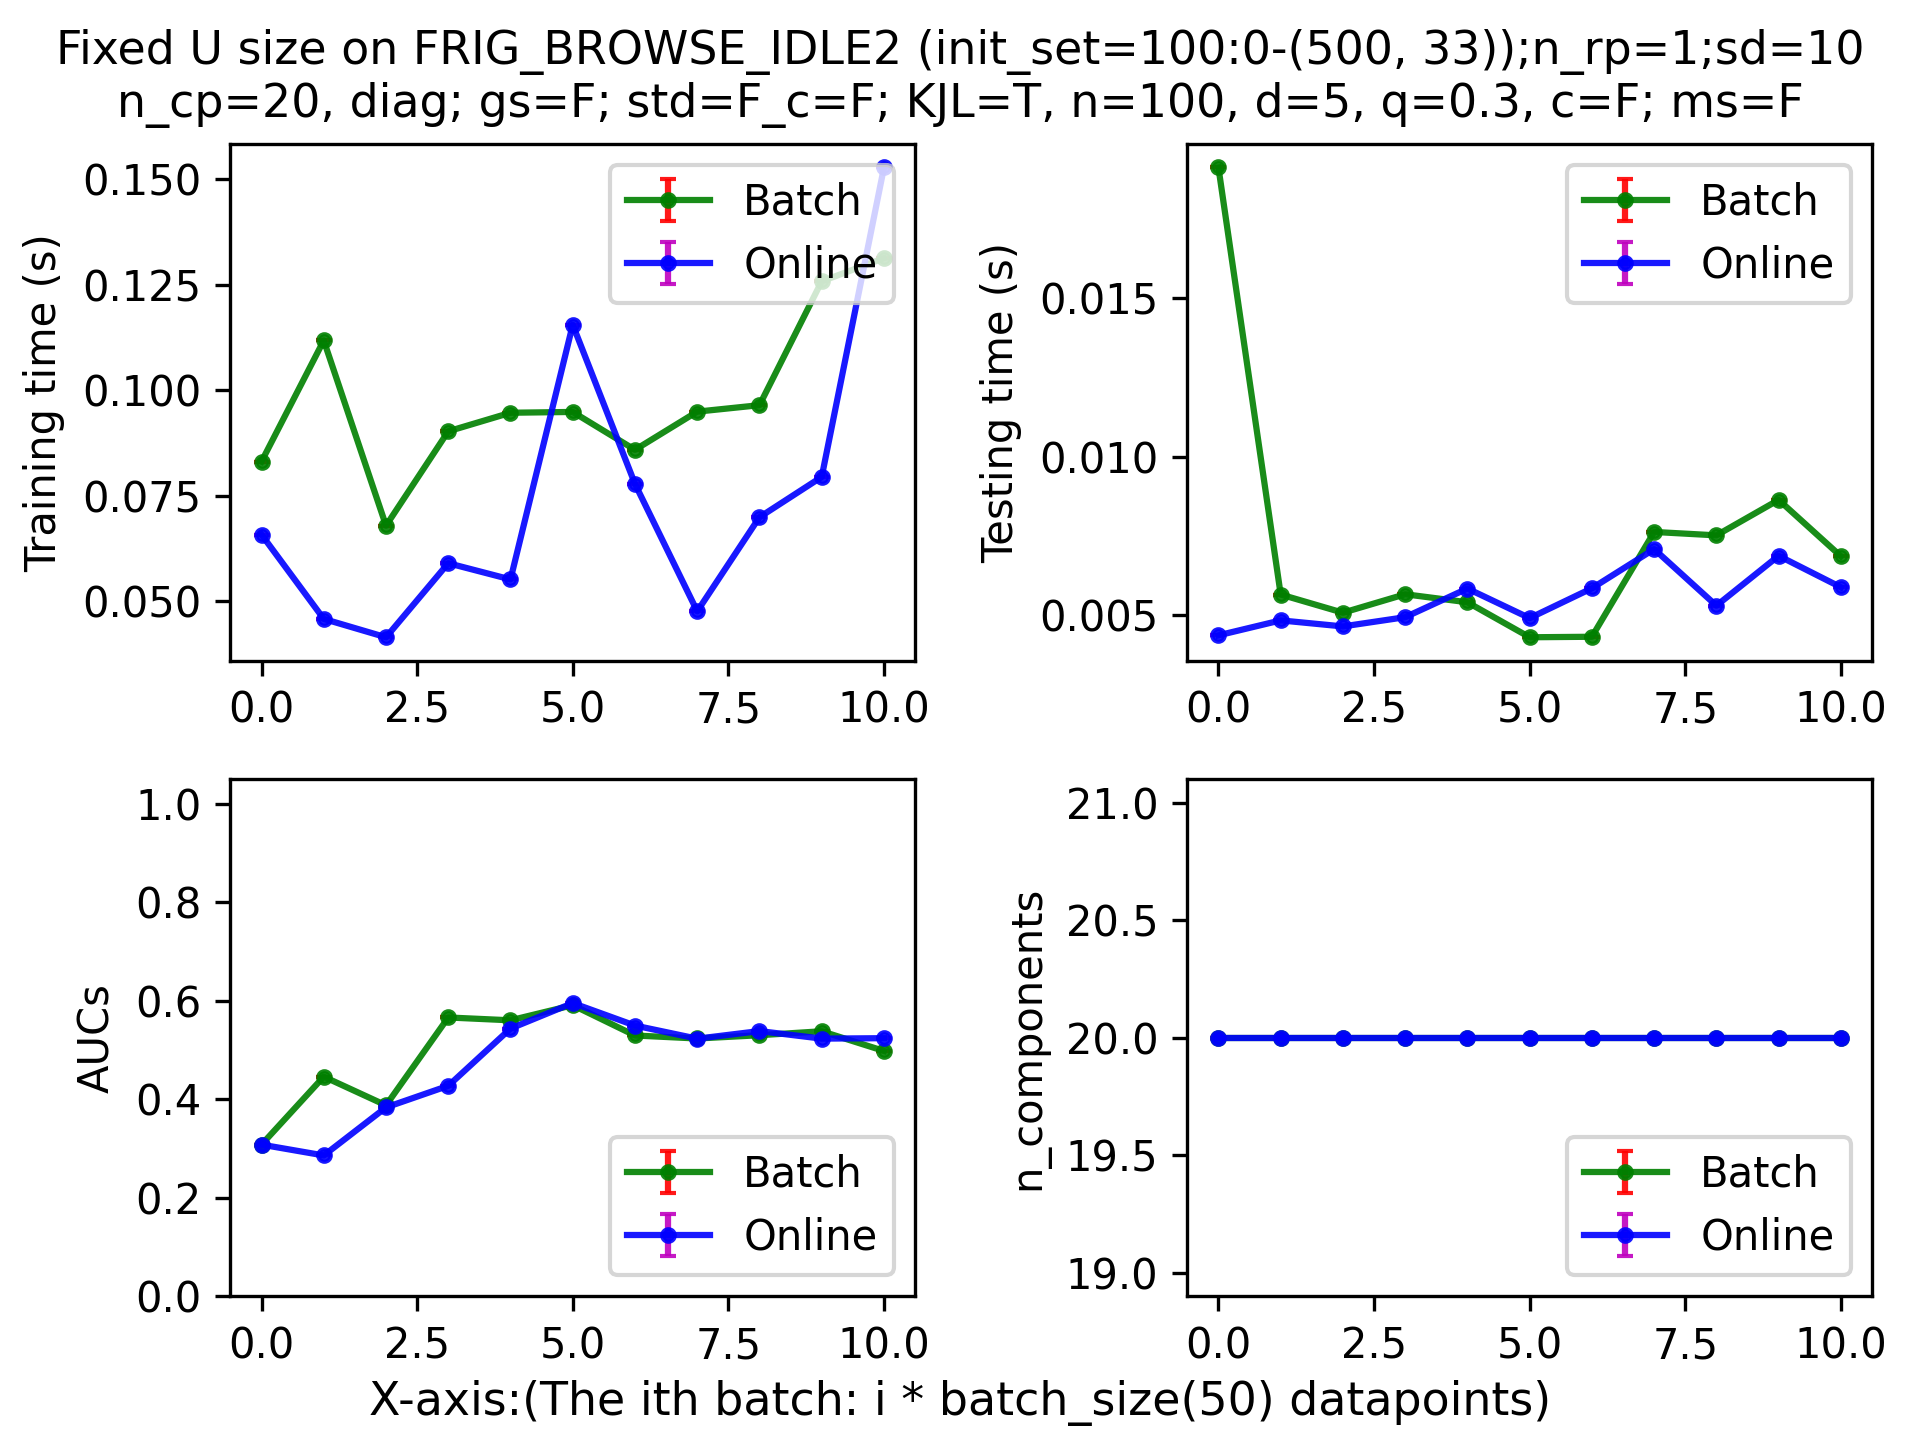 Fixed U size on FRIG_BROWSE_IDLE2 (init_set=100:0-(500, 33));n_rp=1;sd=10
n_cp=20, diag; gs=F; std=F_c=F; KJL=T, n=100, d=5, q=0.3, c=F; ms=F
Training time (s)
0.150
0.125
0.100
0.075
0.050
0.0 2.5 5.0 7.5 10.0
Batch
Online
Testing time (s)
0.015
0.010
0.005
0.0 2.5 5.0 7.5 10.0
Batch
Online
AUCs
1.0
0.8
0.6
0.4
0.2
0.0
0.0 2.5 5.0 7.5 10.0
Batch
Online
n_components
21.0
20.5
20.0
19.5
19.0
0.0 2.5 5.0 7.5 10.0
Batch
Online
X-axis:(The ith batch: i * batch_size(50) datapoints)